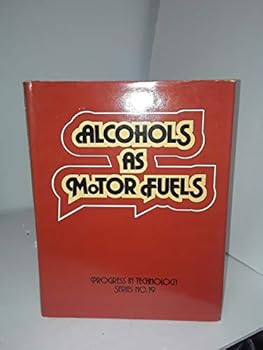 ALCOHOLS
AS
MOTOR FUELS
PROGRESS IN TECHNOLOGY
SERIES NO. 19